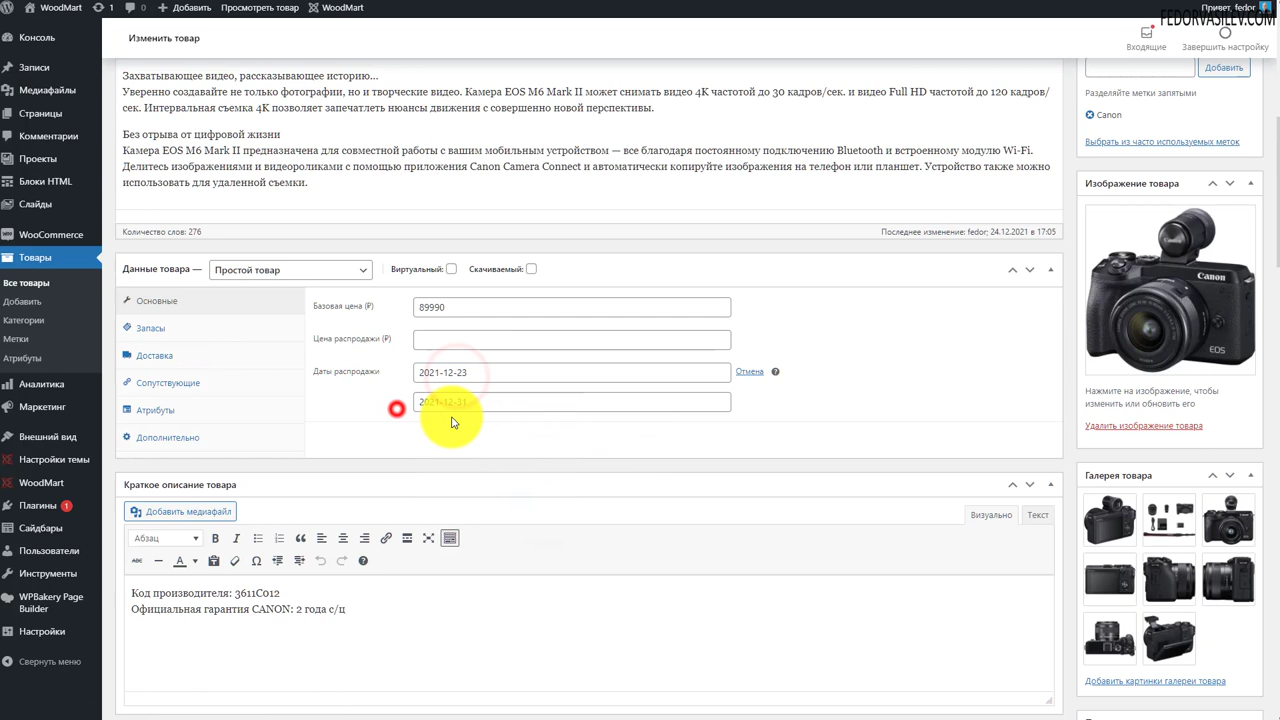 WoodMart
1
0
Добавить
Просмотреть товар
WoodMart
Привет, fedor
FEDORVASILEV.COM
Консоль
Записи
Медиафайлы
Страницы
Комментарии
Проекты
Блоки HTML
Слайды
WooCommerce
Товары
Все товары
Добавить
Категории
Метки
Атрибуты
Аналитика
Маркетинг
Внешний вид
Настройки темы
WoodMart
Плагины 1
Сайдбары
Пользователи
Инструменты
WPBakery Page
Builder
Настройки
Свернуть меню
Изменить товар
Входящие
Завершить настройку
Захватывающее видео, рассказывающее историю...
Уверенно создавайте не только фотографии, но и творческие видео. Камера EOS M6 Mark II может снимать видео 4K частотой до 30 кадров/сек. и видео Full HD частотой до 120 кадров/
сек. Интервальная съемка 4K позволяет запечатлеть нюансы движения с совершенно новой перспективы.
Без отрыва от цифровой жизни
Камера EOS M6 Mark II предназначена для совместной работы с вашим мобильным устройством — все благодаря постоянному подключению Bluetooth и встроенному модулю Wi-Fi.
Делитесь изображениями и видеороликами с помощью приложения Canon Camera Connect и автоматически копируйте изображения на телефон или планшет. Устройство также можно
использовать для удаленной съемки.
Количество слов: 276
Последнее изменение: fedor; 24.12.2021 в 17:05
Данные товара —
Простой товар
Виртуальный:
Скачиваемый:
Основные
Запасы
Доставка
Сопутствующие
Атрибуты
Дополнительно
Базовая цена (₽)
89990
Цена распродажи (₽)
Даты распродажи
2021-12-23
Отмена
2021-12-31
Краткое описание товара
Добавить медиафайл
Визуально
Текст
Абзац
B I
ABC
A
Код производителя: 3611C012
Официальная гарантия CANON: 2 года с/ц
Добавить
Разделяйте метки запятыми
Canon
Выбрать из часто используемых меток
Изображение товара
Canon
Canon
EOS
Нажмите на изображение, чтобы
изменить или обновить его
Удалить изображение товара
Галерея товара
Добавить картинки галереи товара